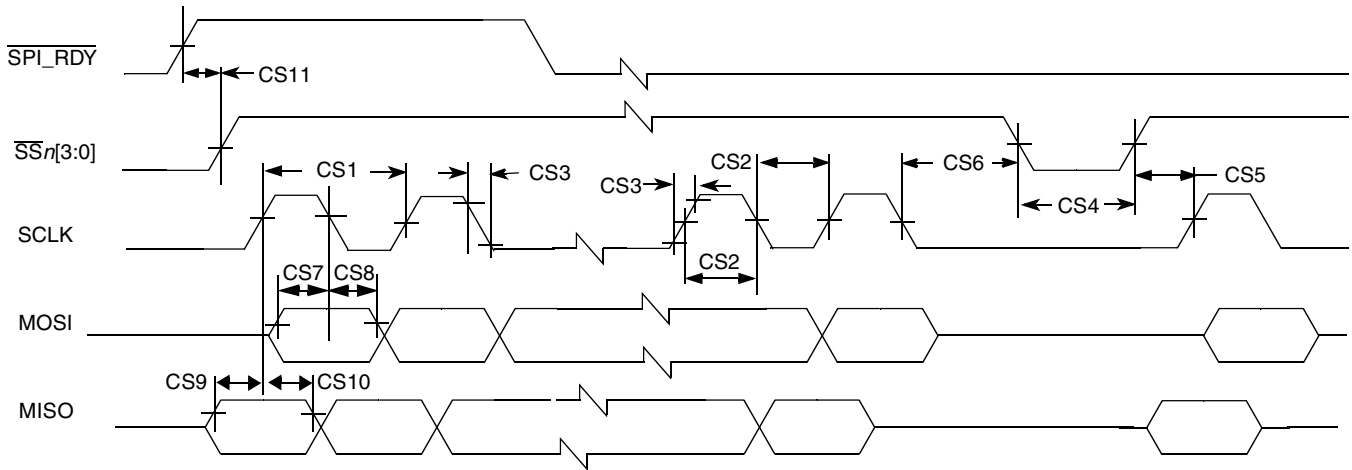 SPI_RDY
CS11
SSn[3:0]
CS1
CS3
CS3
CS2
CS6
CS4
CS5
SCLK
CS2
CS7
CS8
MOSI
CS9
CS10
MISO